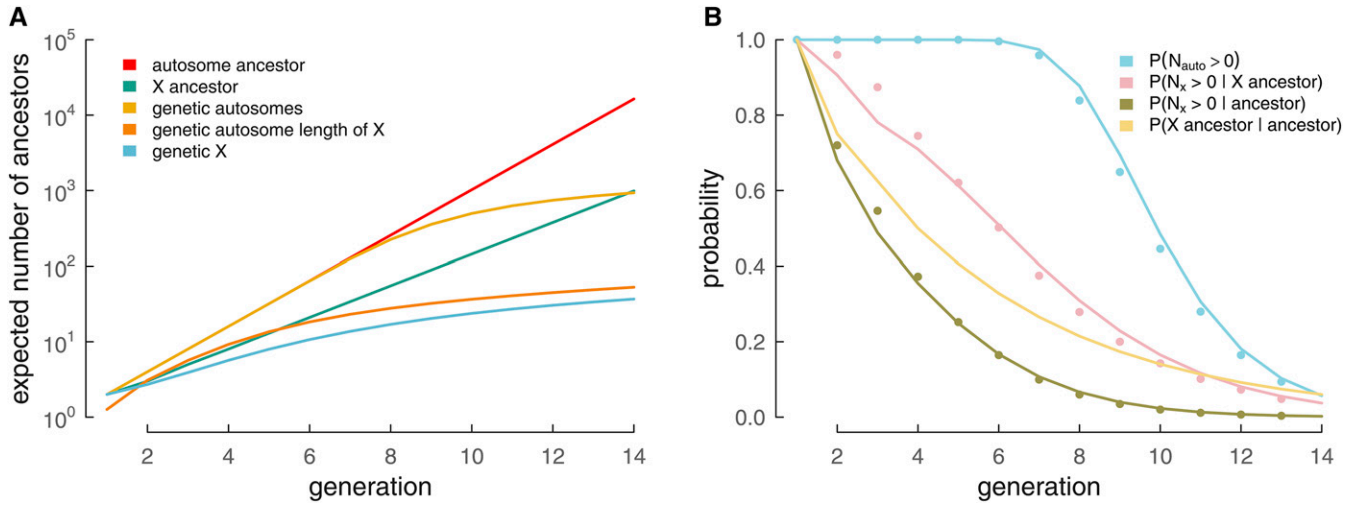 A
expected number of ancestors
10^5
10^4
10^3
10^2
10^1
10^0
autosome ancestor
X ancestor
genetic autosomes
genetic autosome length of X
genetic X
2 4 6 8 10 12 14
generation
B
probability
1.0
0.8
0.6
0.4
0.2
0.0
P(N_auto > 0)
P(N_x > 0 | X ancestor)
P(N_x > 0 | ancestor)
P(X ancestor | ancestor)
2 4 6 8 10 12 14
generation